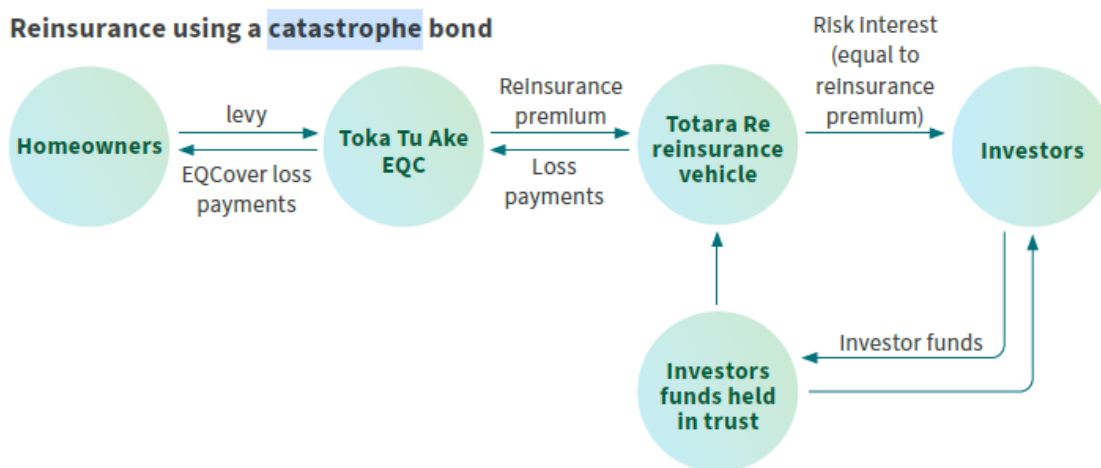 Reinsurance using a catastrophe bond
Homeowners
levy
EQCover loss
payments
Toka Tu Ake
EQC
Reinsurance
premium
Loss
payments
Totara Re
reinsurance
vehicle
Risk Interest
(equal to
reinsurance
premium)
Investors
Investor funds
Investors
funds held
in trust